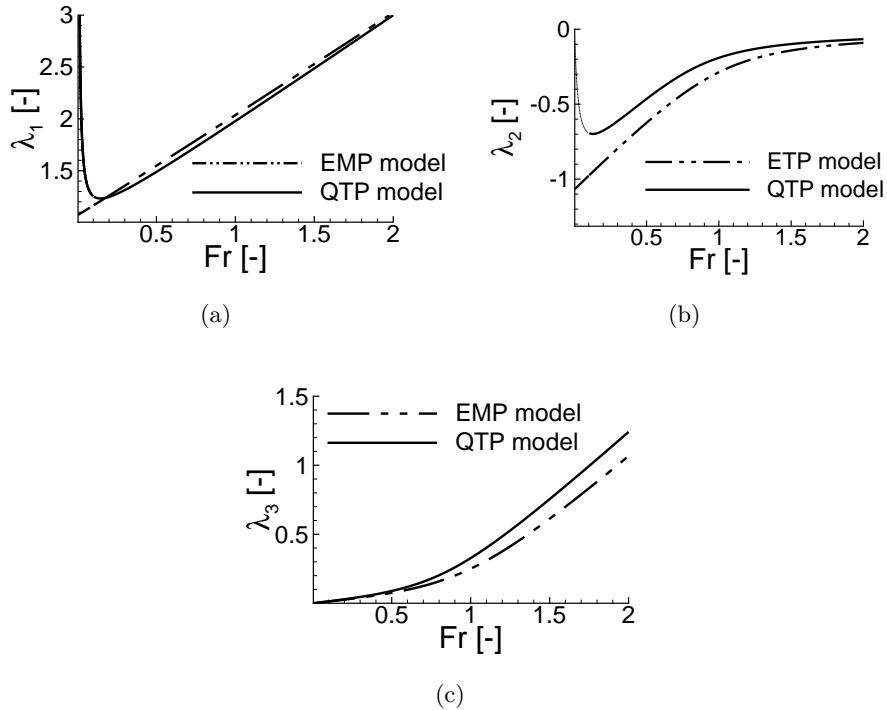 3
2.5
2
1.5
λ1 [-]
EMP model
QTP model
0.5 1 1.5 2
Fr [-]
(a)
0
-0.5
-1
λ2 [-]
ETP model
QTP model
0.5 1 1.5 2
Fr [-]
(b)
1.5
1
0.5
λ3 [-]
EMP model
QTP model
0.5 1 1.5 2
Fr [-]
(c)